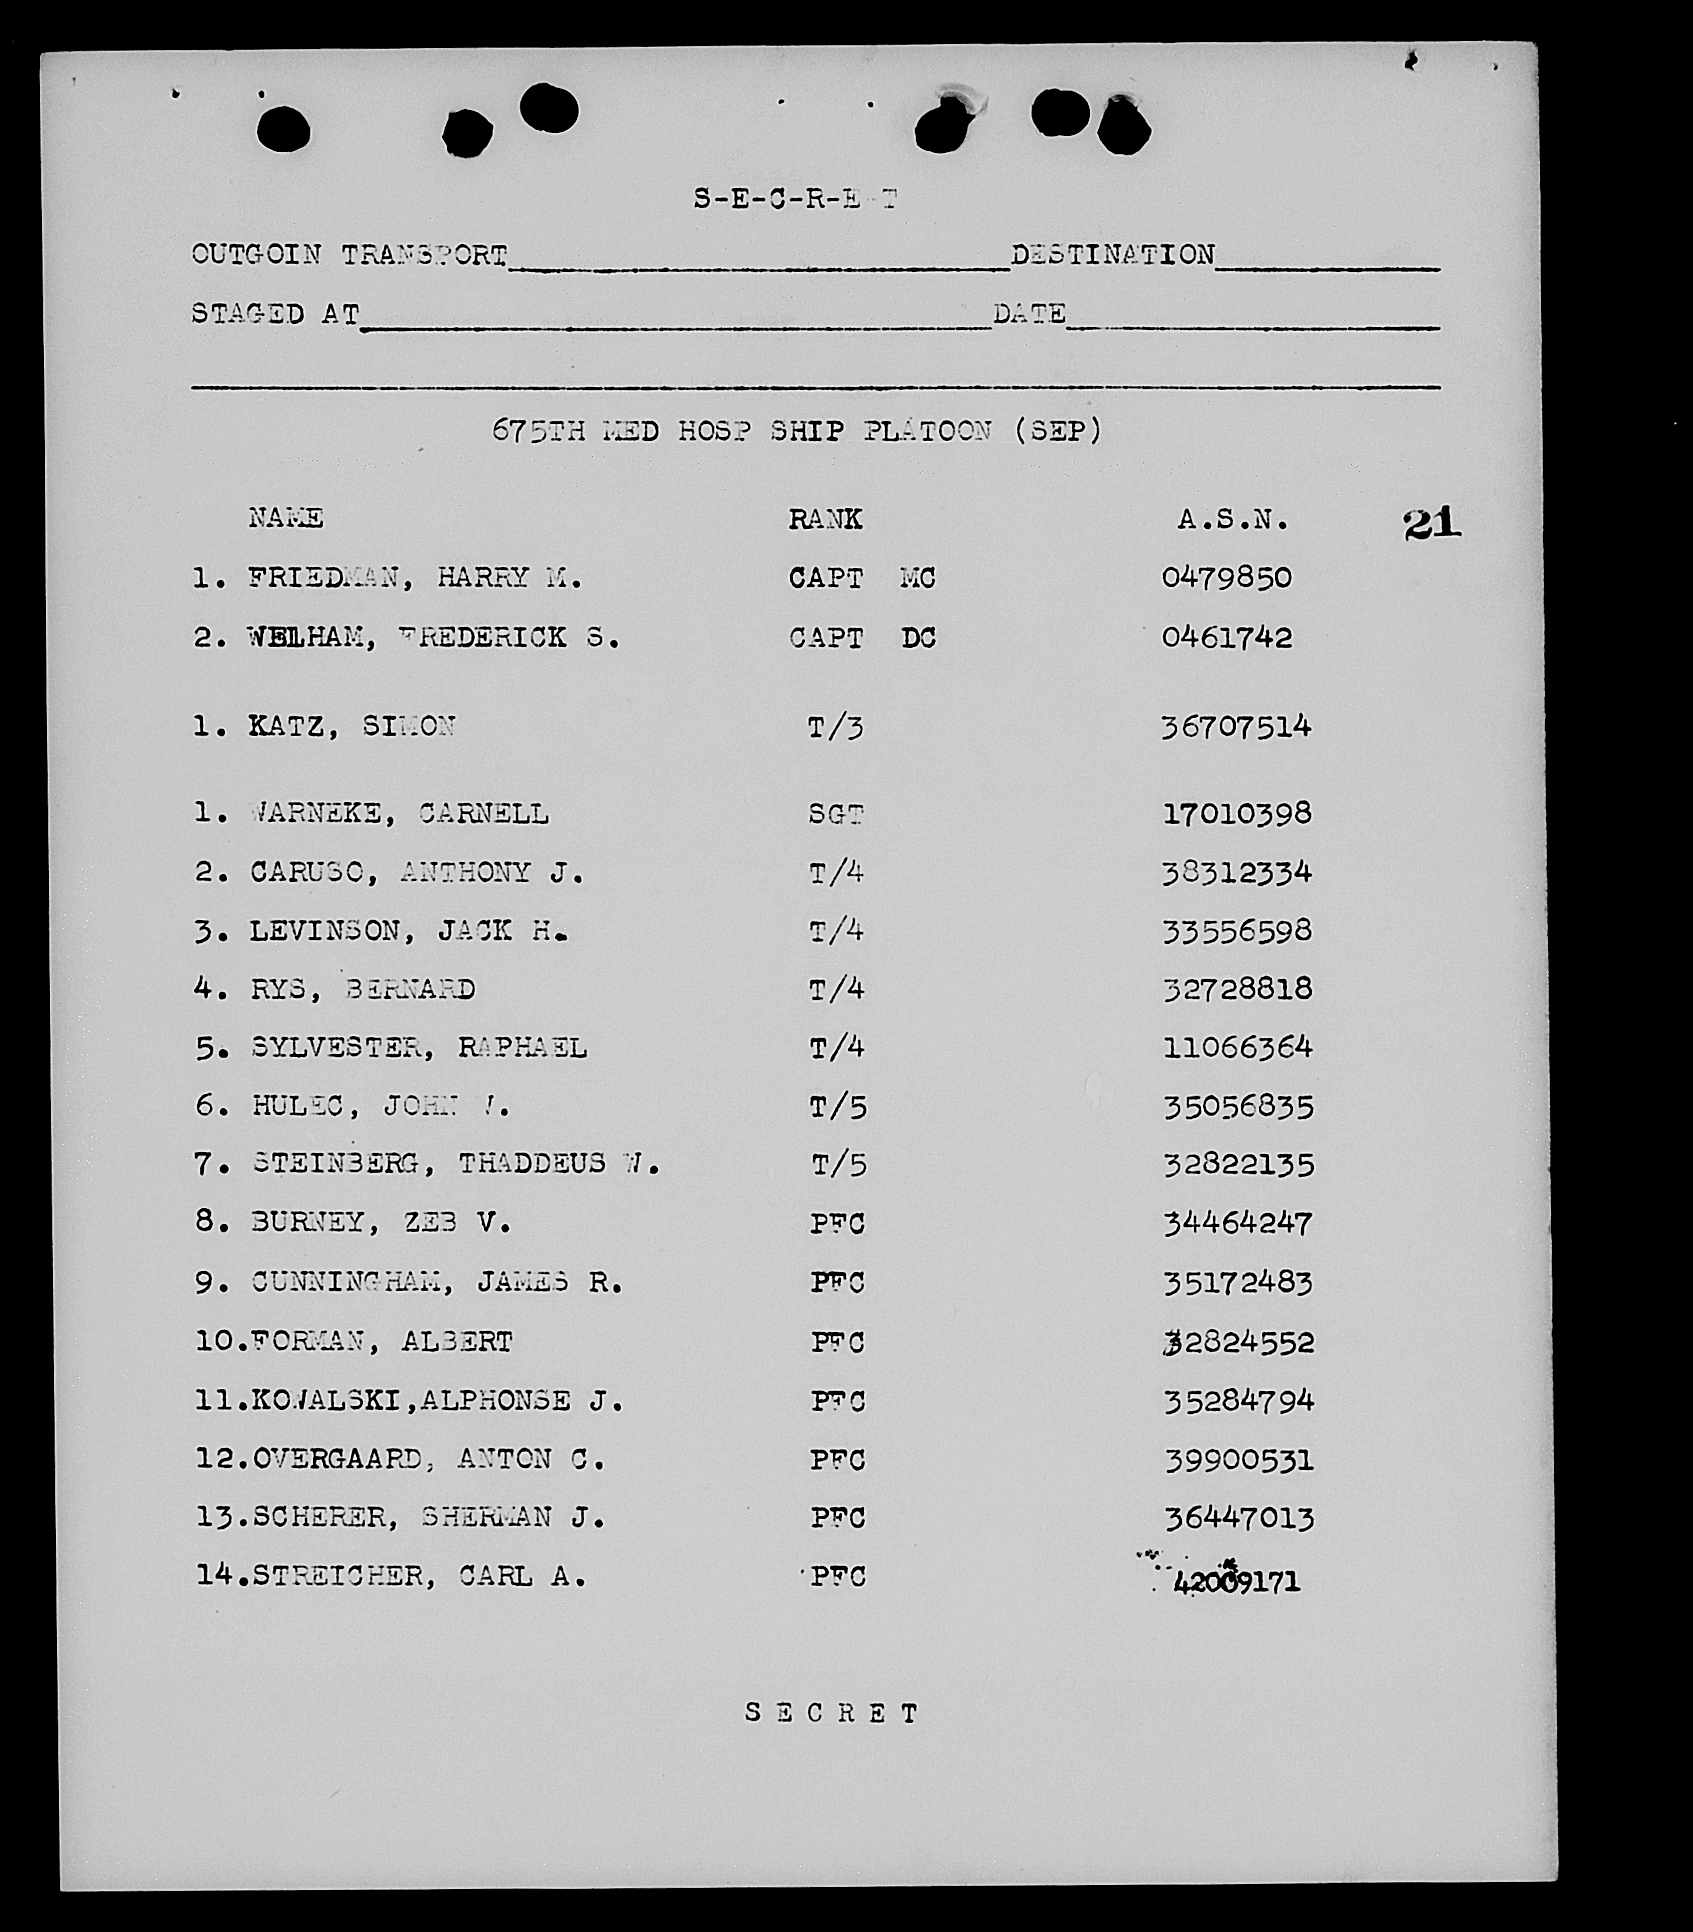 S-E-C-R-E-T
OUTGOIN TRANSPORT____________________DESTINATION__________
STAGED AT____________________DATE__________
675TH MED HOSP SHIP PLATOON (SEP)
NAME RANK A.S.N. 21
1. FRIEDMAN, HARRY M. CAPT MC 0479850
2. WELHAM, FREDERICK S. CAPT DC 0461742
1. KATZ, SIMON T/3 36707514
1. WARNEKE, CARNELL SGT 17010398
2. CARUSO, ANTHONY J. T/4 38312334
3. LEVINSON, JACK H. T/4 33556598
4. RYS, BERNARD T/4 32728818
5. SYLVESTER, RAPHAEL T/4 11066364
6. HULEC, JOHN T/5 35056835
7. STEINBERG, THADDEUS W. T/5 32822135
8. BURNEY, ZEB V. PFC 34464247
9. CUNNINGHAM, JAMES R. PFC 35172483
10.FORMAN, ALBERT PFC 32824552
11.KOWALSKI,ALPHONSE J. PFC 35284794
12.OVERGAARD, ANTON C. PFC 39900531
13.SCHERER, SHERMAN J. PFC 36447013
14.STREICHER, CARL A. PFC 42009171
S E C R E T